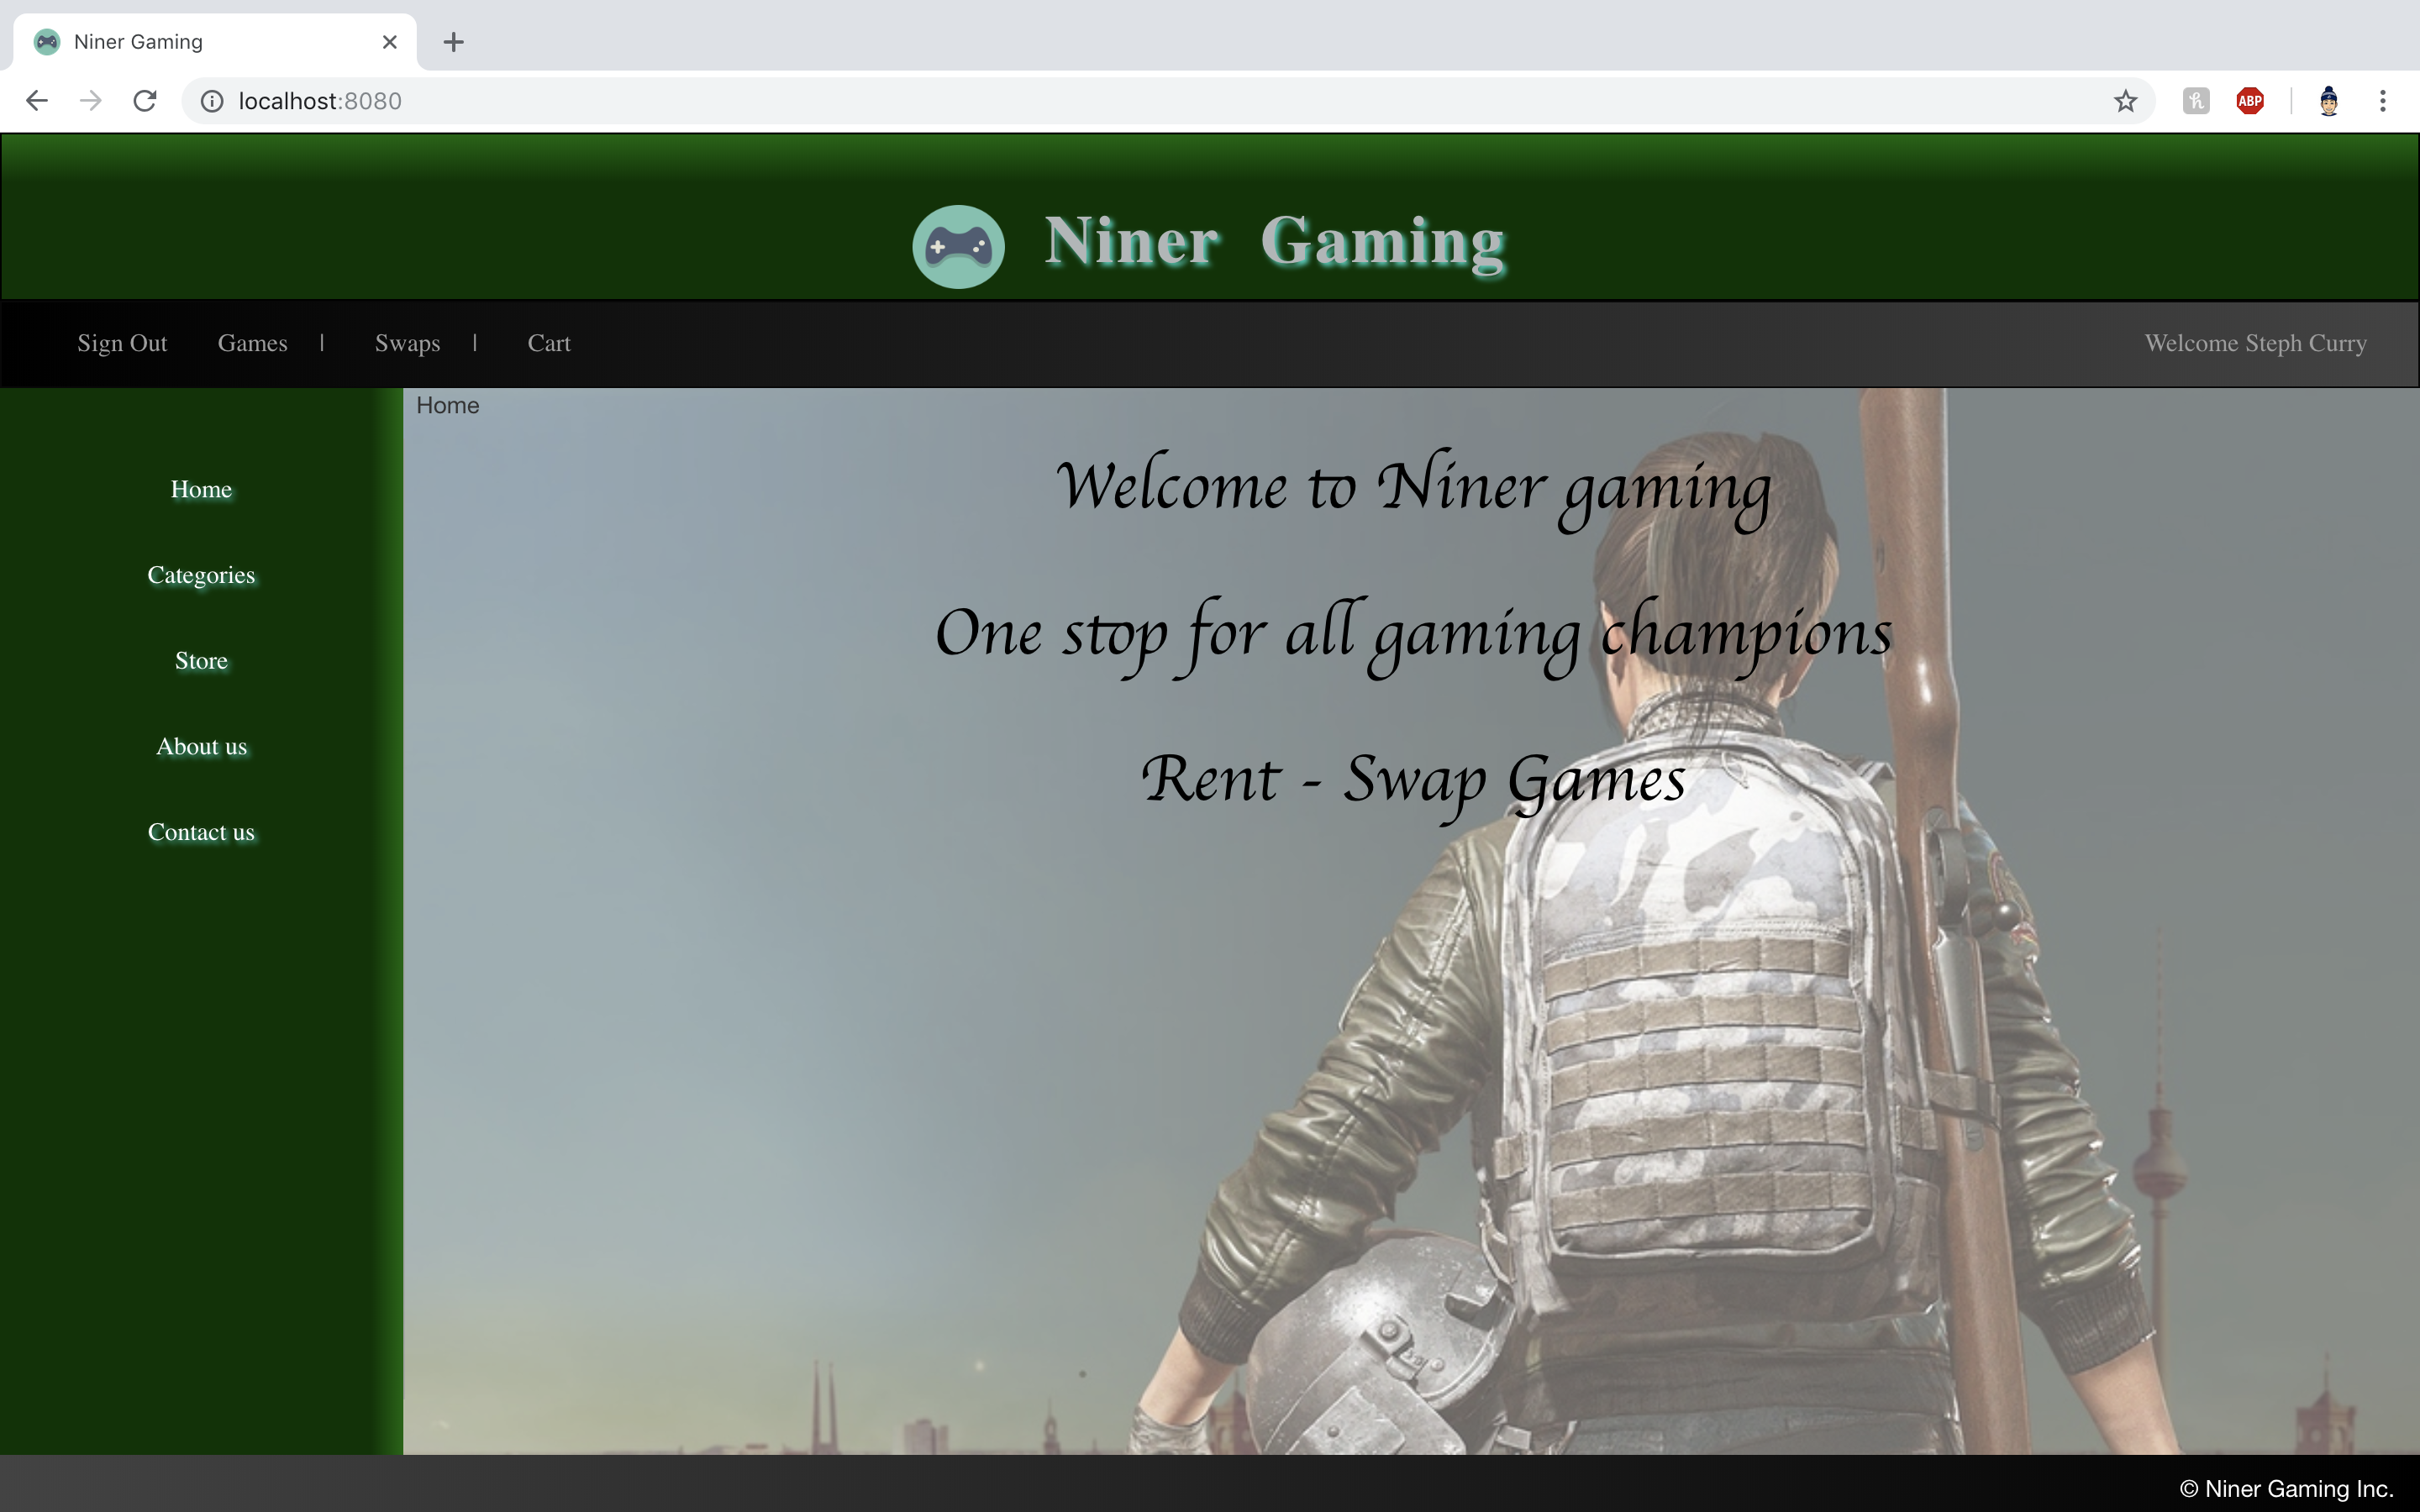 Niner Gaming
localhost:8080
ABP
Niner Gaming
Sign Out Games | Swaps | Cart Welcome Steph Curry
Home
Welcome to Niner gaming
Home
Categories
One stop for all gaming champions
Store
About us
Rent - Swap Games
Contact us
© Niner Gaming Inc.